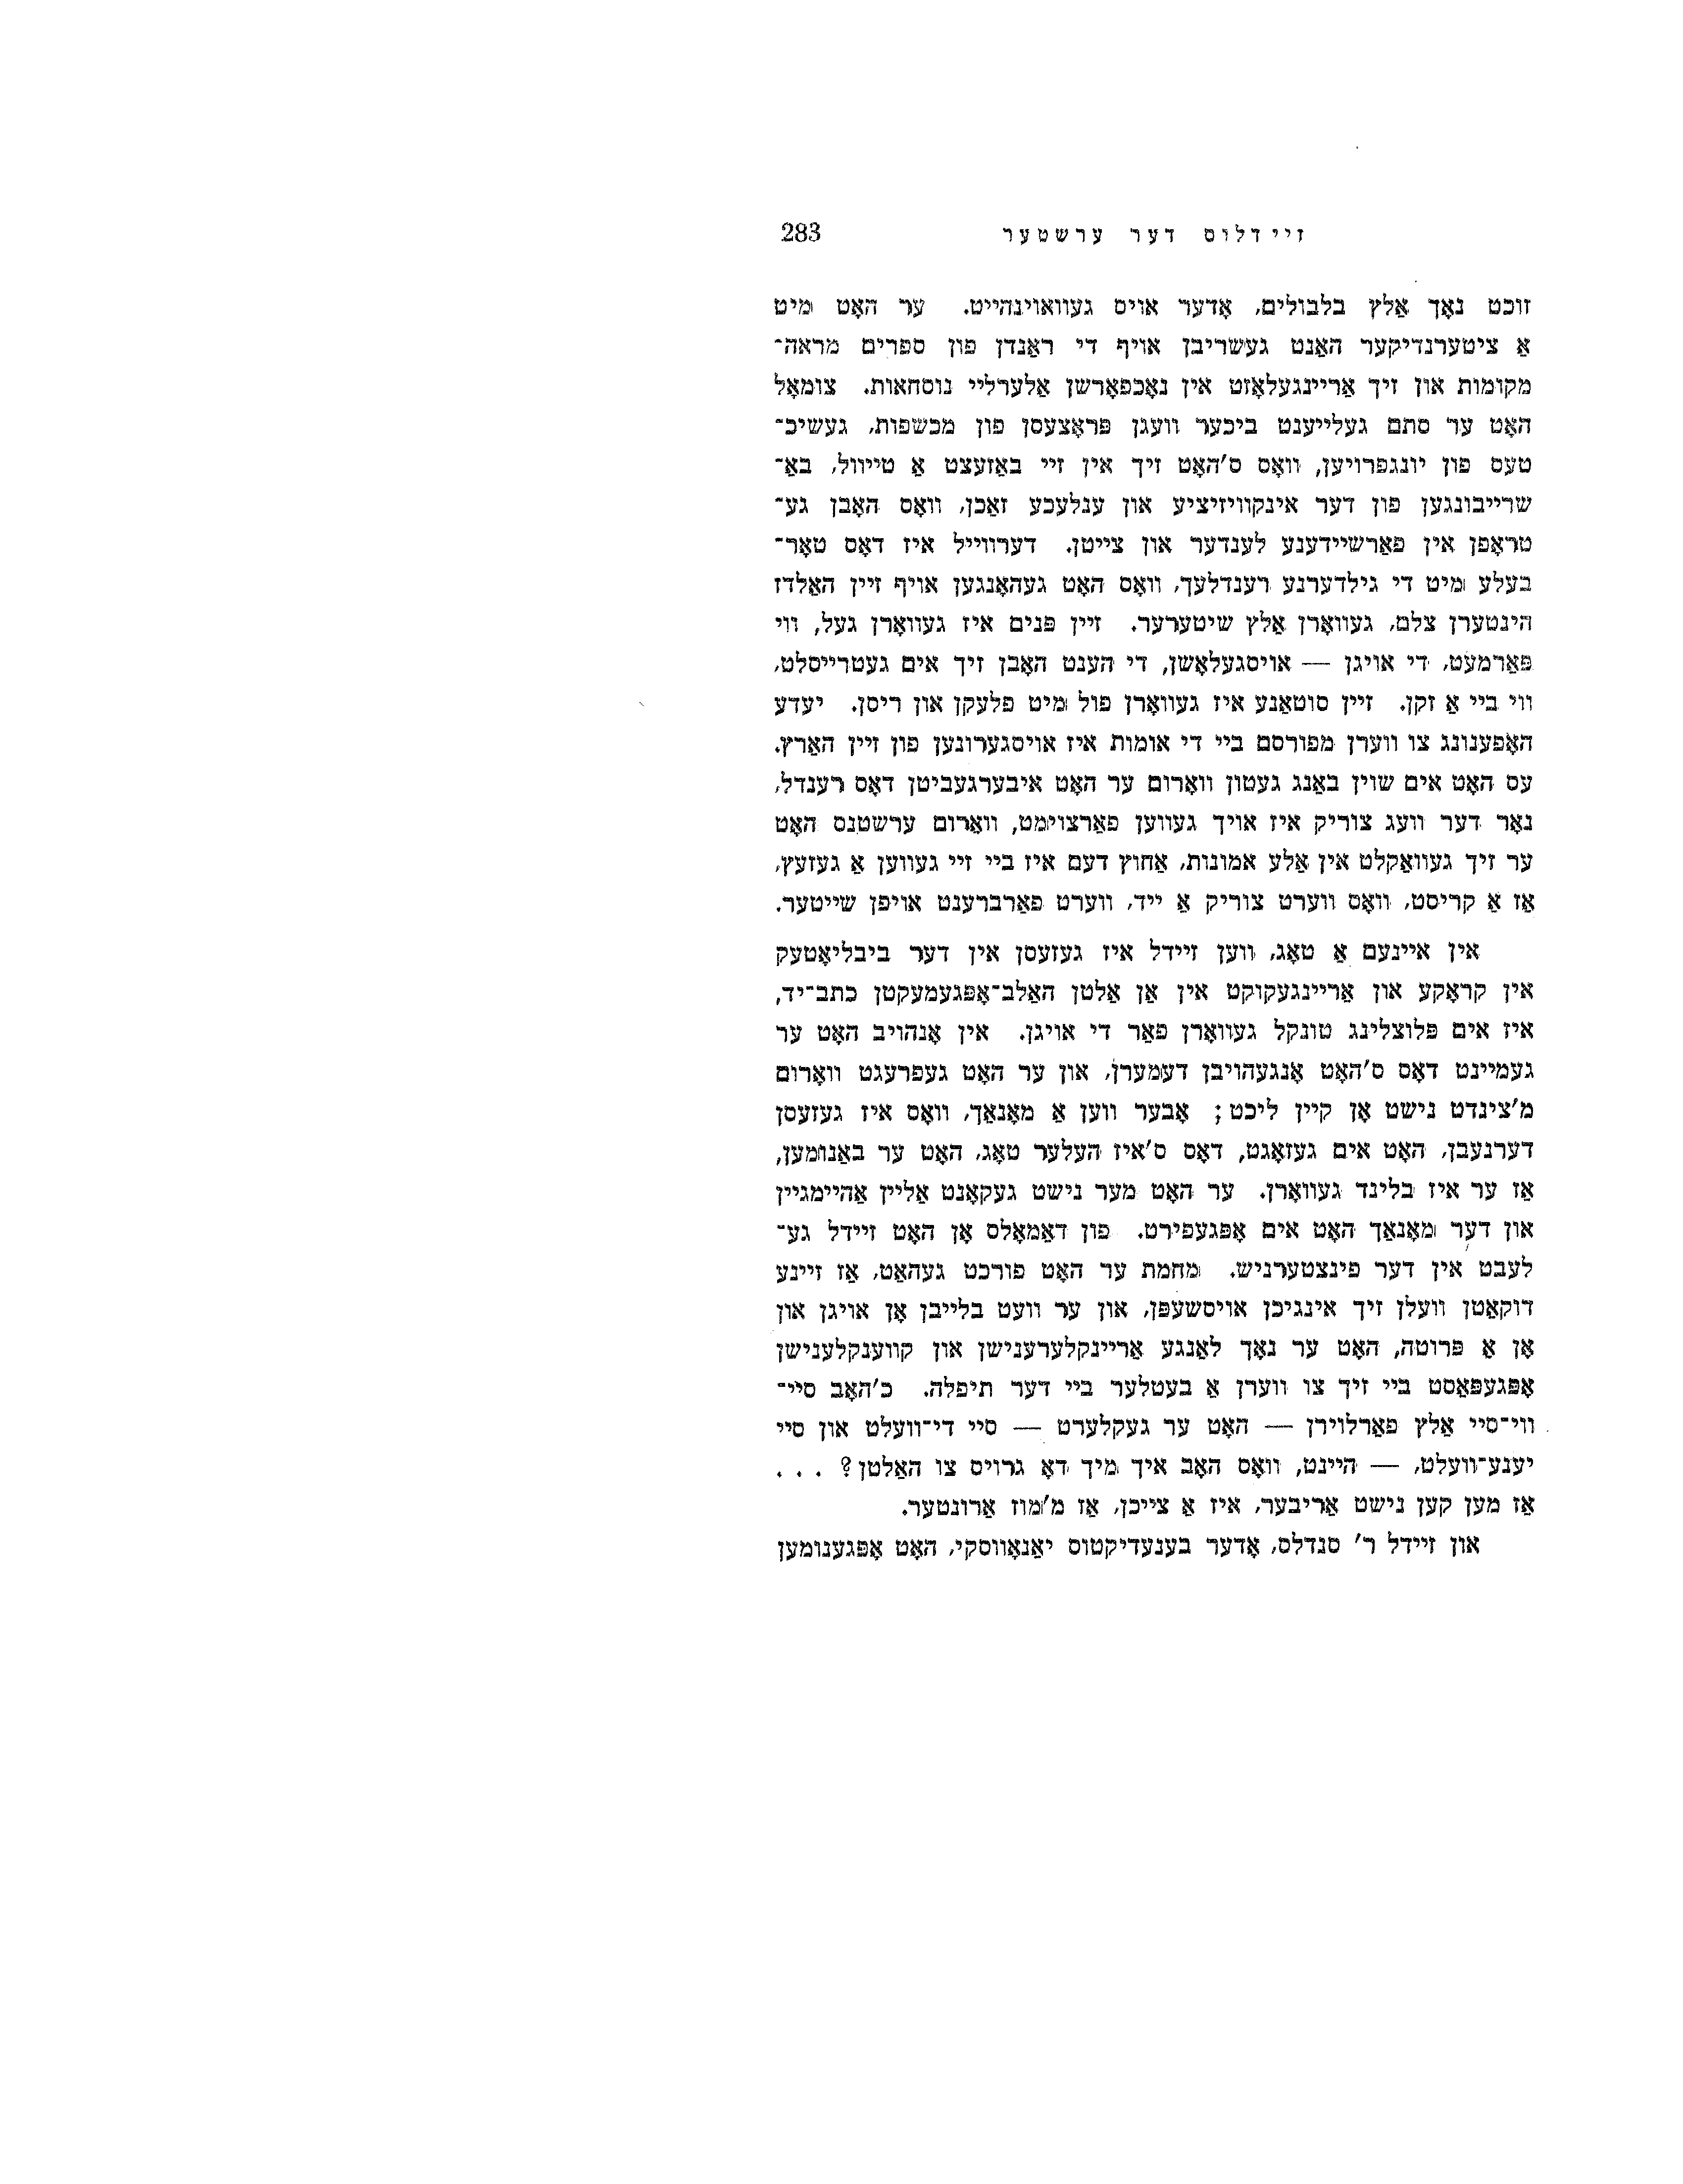 זיידלוס דער ערשטער 283
זוכט נאָך אַלץ בלבולים, אָדער אויס געוואוינהייט. ער האָט מיט
אַ ציטערנדיקער האַנט געשריבן אויף די ראַנדן פון ספרים מראה־
מקומות און זיך אַריינגעלאָזט אין נאָכפאָרשן אַלערליי נוסחאות. צומאָל
האָט ער סתם געלייענט ביכער וועגן פּראָצעסן פון מכשפות, געשיכ־
טעס פון יונגפרויען, וואָס ס'האָט זיך אין זיי באַזעצט אַ טייוול, באַ־
שרייבונגען פון דער אינקוויזיציע און ענלעכע זאַכן, וואָס האָבן גע־
טראָפן אין פאַרשיידענע לענדער און צייטן. דערווייל איז דאָס טאָר־
בעלע מיט די גילדערנע רענדלעך, וואָס האָט געהאָנגען אויף זיין האַלדז
הינטערן צלם, געוואָרן אַלץ שיטערער. זיין פּנים איז געוואָרן געל, ווי
פּאַרמעט, די אויגן — אויסגעלאָשן, די הענט האָבן זיך אים געטרייסלט,
ווי ביי אַ זקן. זיין סוטאַנע איז געוואָרן פול מיט פלעקן און ריסן. יעדע
האָפענונג צו ווערן מפורסם ביי די אומות איז אויסגערונען פון זיין האַרץ.
עס האָט אים שוין באַנג געטון וואָרום ער האָט איבערגעביטן דאָס רענדל,
נאָר דער וועג צוריק איז אויך געווען פאַרצוימט, וואָרום ערשטנס האָט
ער זיך געוואַקלט אין אַלע אמונות, אַחוץ דעם איז ביי זיי געווען אַ געזעץ,
אַז אַ קריסט, וואָס ווערט צוריק אַ ייד, ווערט פאַרברענט אויפן שייטער.
אין איינעם אַ טאָג, ווען זיידל איז געזעסן אין דער ביבליאָטעק
אין קראָקע און אַריינגעקוקט אין אַן אַלטן האַלב־אָפּגעמעקטן כתב־יד,
איז אים פּלוצלינג טונקל געוואָרן פאַר די אויגן. אין אָנהויב האָט ער
געמיינט דאָס ס'האָט אָנגעהויבן דעמערן, און ער האָט געפרעגט וואָרום
מ'צינדט נישט אָן קיין ליכט; אָבער ווען אַ מאָנאַך, וואָס איז געזעסן
דערנעבן, האָט אים געזאָגט, דאָס ס'איז העלער טאָג, האָט ער באַנומען,
אַז ער איז בלינד געוואָרן. ער האָט מער נישט געקאָנט אַליין אַהיימגיין
און דער מאָנאַך האָט אים אָפּגעפירט. פון דאַמאָלס אָן האָט זיידל גע־
לעבט אין דער פינצטערניש. מחמת ער האָט פורכט געהאַט, אַז זיינע
דוקאַטן וועלן זיך אינגיכן אויסשעפּן, און ער וועט בלייבן אָן אויגן און
אָן אַ פּרוטה, האָט ער נאָך לאַנגע אַריינקלערענישן און קווענקלענישן
אָפּגעפּאַסט ביי זיך צו ווערן אַ בעטלער ביי דער תיפלה. כ'האָב סיי־
ווי־סיי אַלץ פאַרלוירן — האָט ער געקלערט — סיי די־וועלט און סיי
יענע־וועלט, — היינט, וואָס האָב איך מיך דאָ גרויס צו האַלטן? . . .
אַז מען קען נישט אַריבער, איז אַ צייכן, אַז מ'מוז אַרונטער.
און זיידל ר' סנדלס, אָדער בענעדיקטוס יאַנאָווסקי, האָט אָפּגענומען